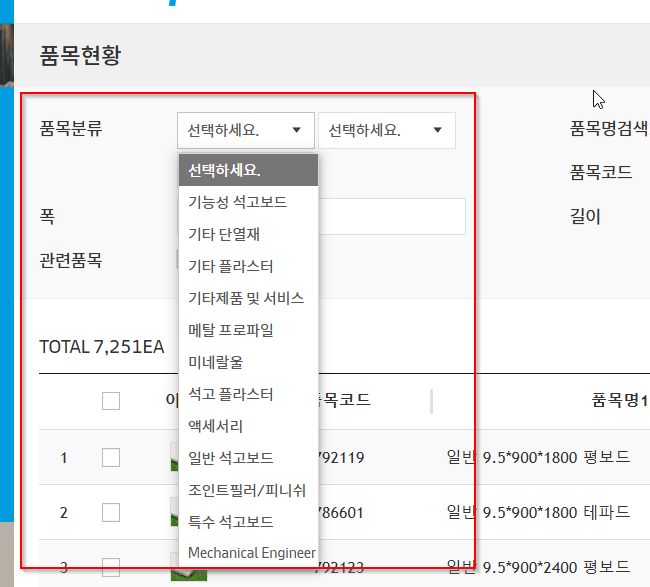 품목현황
품목분류 선택하세요. 선택하세요. 품목명검색
선택하세요. 품목코드
기능성 석고보드
폭 길이
기타 단열재
관련품목
기타 플라스터
기타제품 및 서비스
메탈 프로파일
TOTAL 7,251EA
미네랄울
석고 플라스터
품목코드 품목명1
액세서리
1 일반 석고보드 792119 일반 9.5*900*1800 평보드
조인트필러/피니쉬
2 특수 석고보드 786601 일반 9.5*900*1800 테파드
Mechanical Engineer
3 792123 일반 9.5*900*2400 평보드